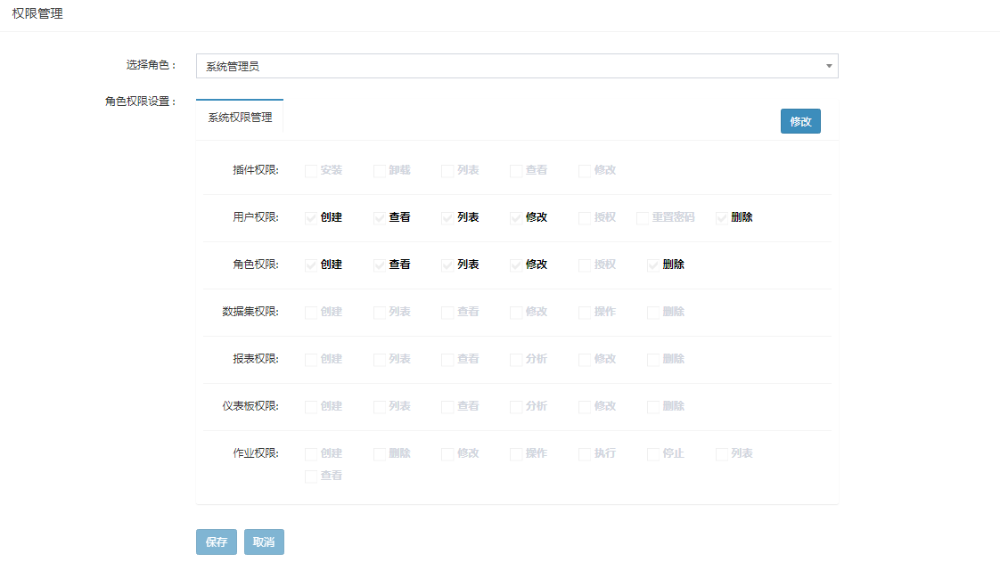 权限管理
选择角色： 系统管理员
角色权限设置： 系统权限管理
修改
插件权限: 安装 卸载 列表 查看 修改
用户权限: 创建 查看 列表 修改 授权 重置密码 删除
角色权限: 创建 查看 列表 修改 授权 删除
数据集权限: 创建 列表 查看 修改 操作 删除
报表权限: 创建 列表 查看 分析 修改 删除
仪表板权限: 创建 列表 查看 分析 修改 删除
作业权限: 创建 删除 修改 操作 执行 停止 列表
查看
保存 取消